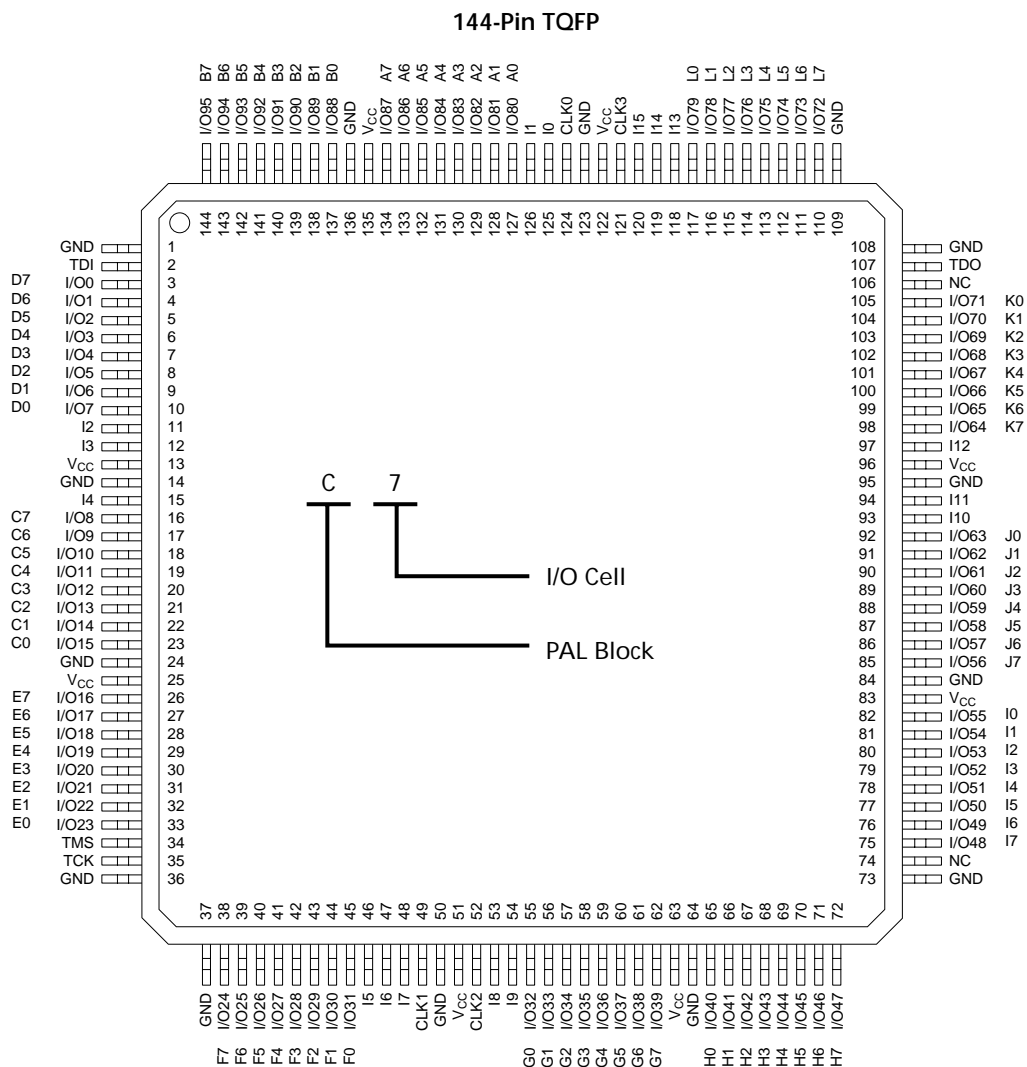 144-Pin TQFP
B7 B6 B5 B4 B3 B2 B1 B0 A7 A6 A5 A4 A3 A2 A1 A0 L0 L1 L2 L3 L4 L5 L6 L7
I/O95 I/O94 I/O93 I/O92 I/O91 I/O90 I/O89 I/O88 GND VCC I/O87 I/O86 I/O85 I/O84 I/O83 I/O82 I/O81 I/O80 I1 I0 CLK0 GND VCC CLK3 I15 I14 I13 I/O79 I/O78 I/O77 I/O76 I/O75 I/O74 I/O73 I/O72 GND
144 143 142 141 140 139 138 137 136 135 134 133 132 131 130 129 128 127 126 125 124 123 122 121 120 119 118 117 116 115 114 113 112 111 110 109
GND 1 108 GND
TDI 2 107 TDO
D7 I/O0 3 106 NC
D6 I/O1 4 105 I/O71 K0
D5 I/O2 5 104 I/O70 K1
D4 I/O3 6 103 I/O69 K2
D3 I/O4 7 102 I/O68 K3
D2 I/O5 8 101 I/O67 K4
D1 I/O6 9 100 I/O66 K5
D0 I/O7 10 99 I/O65 K6
I2 11 98 I/O64 K7
I3 12 97 I12
VCC 13 96 VCC
GND 14 95 GND
I4 15 94 I11
C7 I/O8 16 93 I10
C6 I/O9 17 92 I/O63 J0
C5 I/O10 18 91 I/O62 J1
C4 I/O11 19 90 I/O61 J2
C3 I/O12 20 89 I/O60 J3
C2 I/O13 21 88 I/O59 J4
C1 I/O14 22 87 I/O58 J5
C0 I/O15 23 86 I/O57 J6
GND 24 85 I/O56 J7
VCC 25 84 GND
E7 I/O16 26 83 VCC
E6 I/O17 27 82 I/O55 I0
E5 I/O18 28 81 I/O54 I1
E4 I/O19 29 80 I/O53 I2
E3 I/O20 30 79 I/O52 I3
E2 I/O21 31 78 I/O51 I4
E1 I/O22 32 77 I/O50 I5
E0 I/O23 33 76 I/O49 I6
TMS 34 75 I/O48 I7
TCK 35 74 NC
GND 36 73 GND
C 7
I/O Cell
PAL Block
37 38 39 40 41 42 43 44 45 46 47 48 49 50 51 52 53 54 55 56 57 58 59 60 61 62 63 64 65 66 67 68 69 70 71 72
GND I/O24 I/O25 I/O26 I/O27 I/O28 I/O29 I/O30 I/O31 I5 I6 I7 CLK1 GND VCC CLK2 I8 I9 I/O32 I/O33 I/O34 I/O35 I/O36 I/O37 I/O38 I/O39 VCC GND I/O40 I/O41 I/O42 I/O43 I/O44 I/O45 I/O46 I/O47
F7 F6 F5 F4 F3 F2 F1 F0 G0 G1 G2 G3 G4 G5 G6 G7 H0 H1 H2 H3 H4 H5 H6 H7